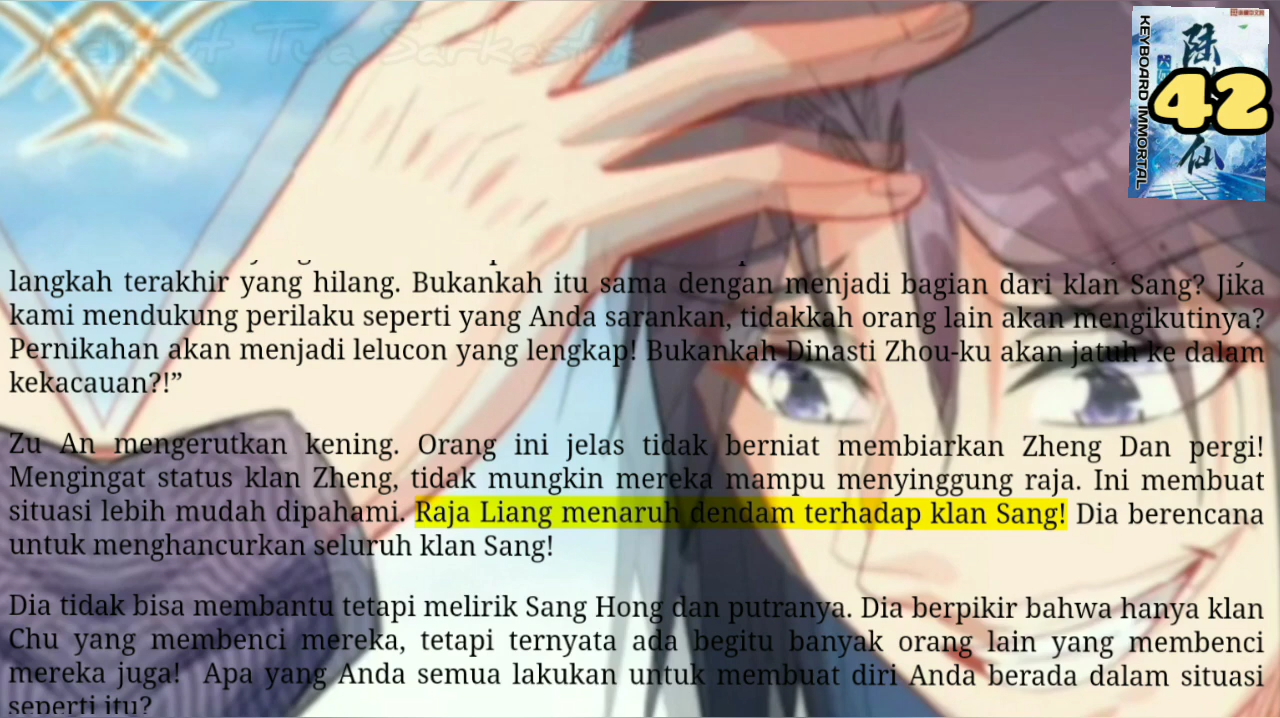 Tua Sarkastik
KEYBOARD IMMORTAL
42
langkah terakhir yang hilang. Bukankah itu sama dengan menjadi bagian dari klan Sang? Jika
kami mendukung perilaku seperti yang Anda sarankan, tidakkah orang lain akan mengikutinya?
Pernikahan akan menjadi lelucon yang lengkap! Bukankah Dinasti Zhou-ku akan jatuh ke dalam
kekacauan?!”
Zu An mengerutkan kening. Orang ini jelas tidak berniat membiarkan Zheng Dan pergi!
Mengingat status klan Zheng, tidak mungkin mereka mampu menyinggung raja. Ini membuat
situasi lebih mudah dipahami. Raja Liang menaruh dendam terhadap klan Sang! Dia berencana
untuk menghancurkan seluruh klan Sang!
Dia tidak bisa membantu tetapi melirik Sang Hong dan putranya. Dia berpikir bahwa hanya klan
Chu yang membenci mereka, tetapi ternyata ada begitu banyak orang lain yang membenci
mereka juga! Apa yang Anda semua lakukan untuk membuat diri Anda berada dalam situasi
seperti itu?